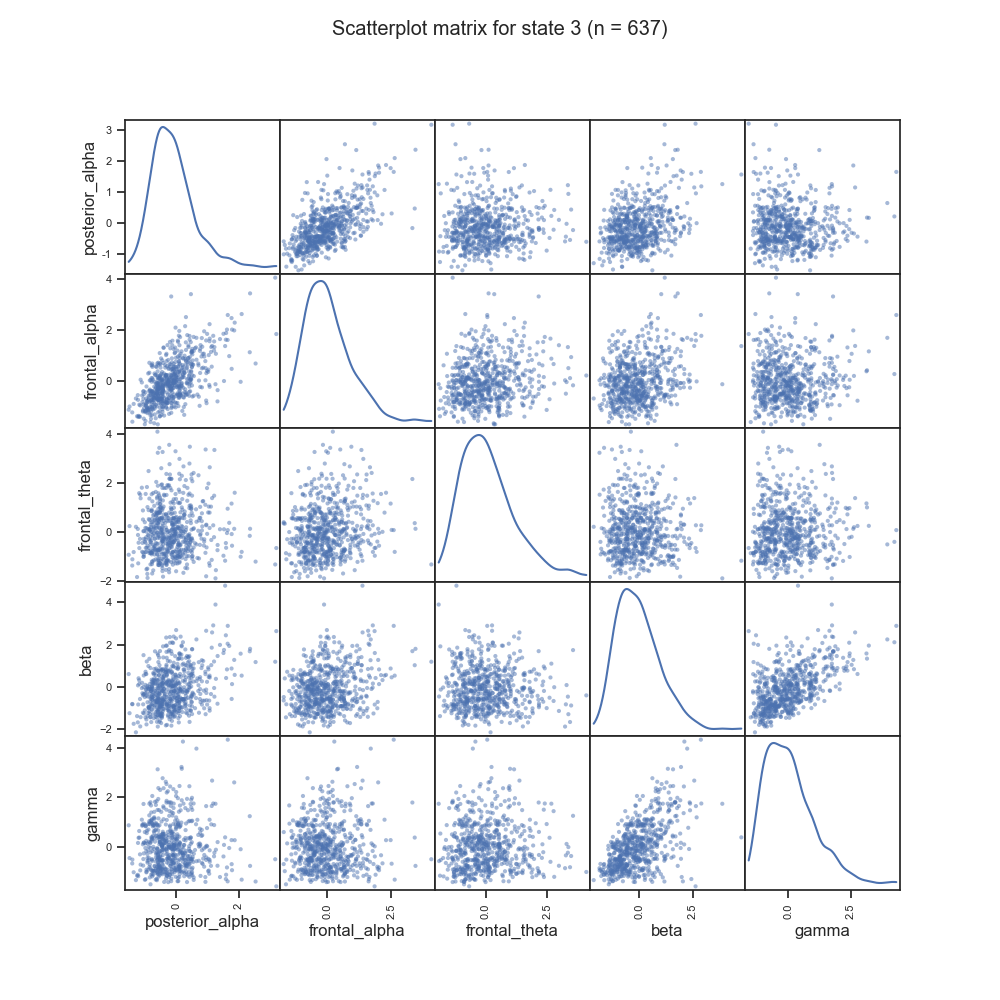 Scatterplot matrix for state 3 (n = 637)
posterior_alpha
3
2
1
0
-1
frontal_alpha
4
2
0
frontal_theta
4
2
0
−2
beta
4
2
0
−2
gamma
4
2
0
0 2 0.0 2.5 0.0 2.5 0.0 2.5 0.0 2.5
posterior_alpha frontal_alpha frontal_theta beta gamma